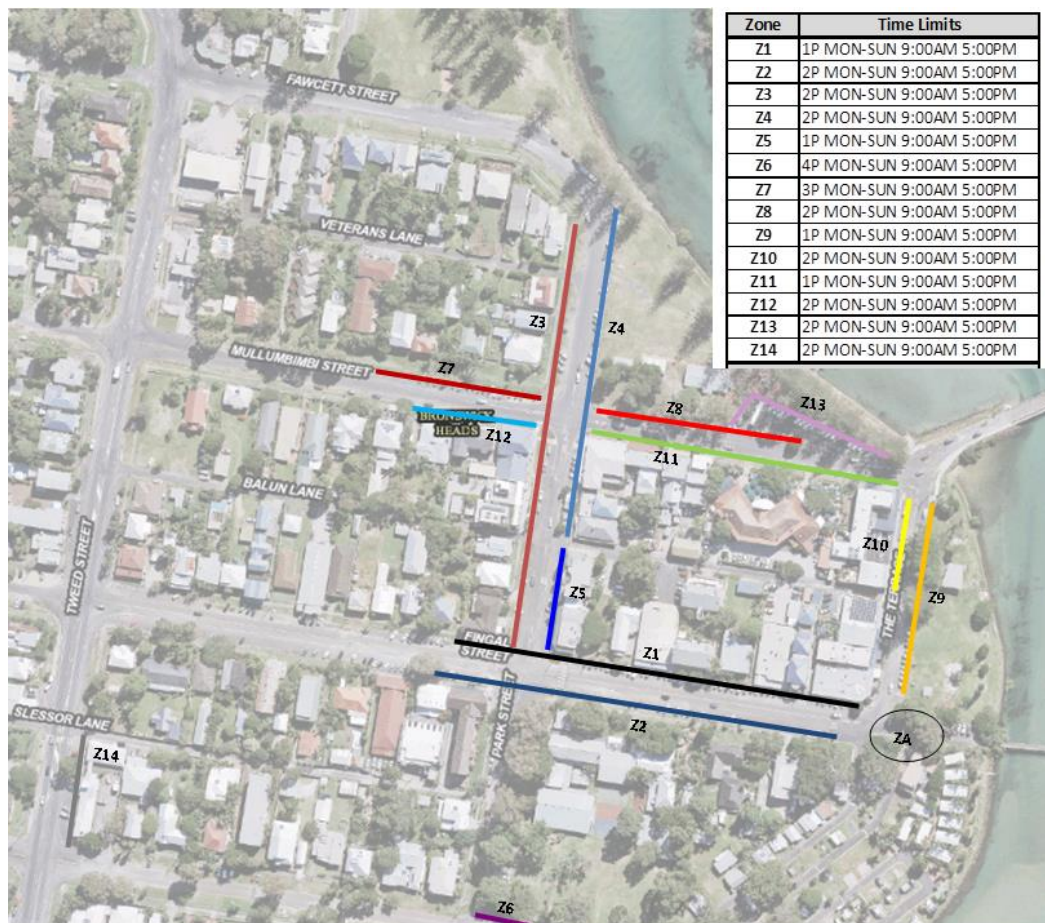 Zone Time Limits
Z1 1P MON-SUN 9:00AM 5:00PM
Z2 2P MON-SUN 9:00AM 5:00PM
Z3 2P MON-SUN 9:00AM 5:00PM
Z4 2P MON-SUN 9:00AM 5:00PM
Z5 1P MON-SUN 9:00AM 5:00PM
Z6 4P MON-SUN 9:00AM 5:00PM
Z7 3P MON-SUN 9:00AM 5:00PM
Z8 2P MON-SUN 9:00AM 5:00PM
Z9 1P MON-SUN 9:00AM 5:00PM
Z10 2P MON-SUN 9:00AM 5:00PM
Z11 1P MON-SUN 9:00AM 5:00PM
Z12 2P MON-SUN 9:00AM 5:00PM
Z13 2P MON-SUN 9:00AM 5:00PM
Z14 2P MON-SUN 9:00AM 5:00PM
FAWCETT STREET
VETERANS LANE
Z3
Z4
MULLUMBIMBI STREET
Z7
Z8
Z13
HEADS
Z12
Z11
BALUN LANE
Z10
TWEED STREET
Z5
THE
Z9
FINGAL
STREET
Z1
SLESSOR LANE
Z2
PARK STREET
ZA
Z14
Z6